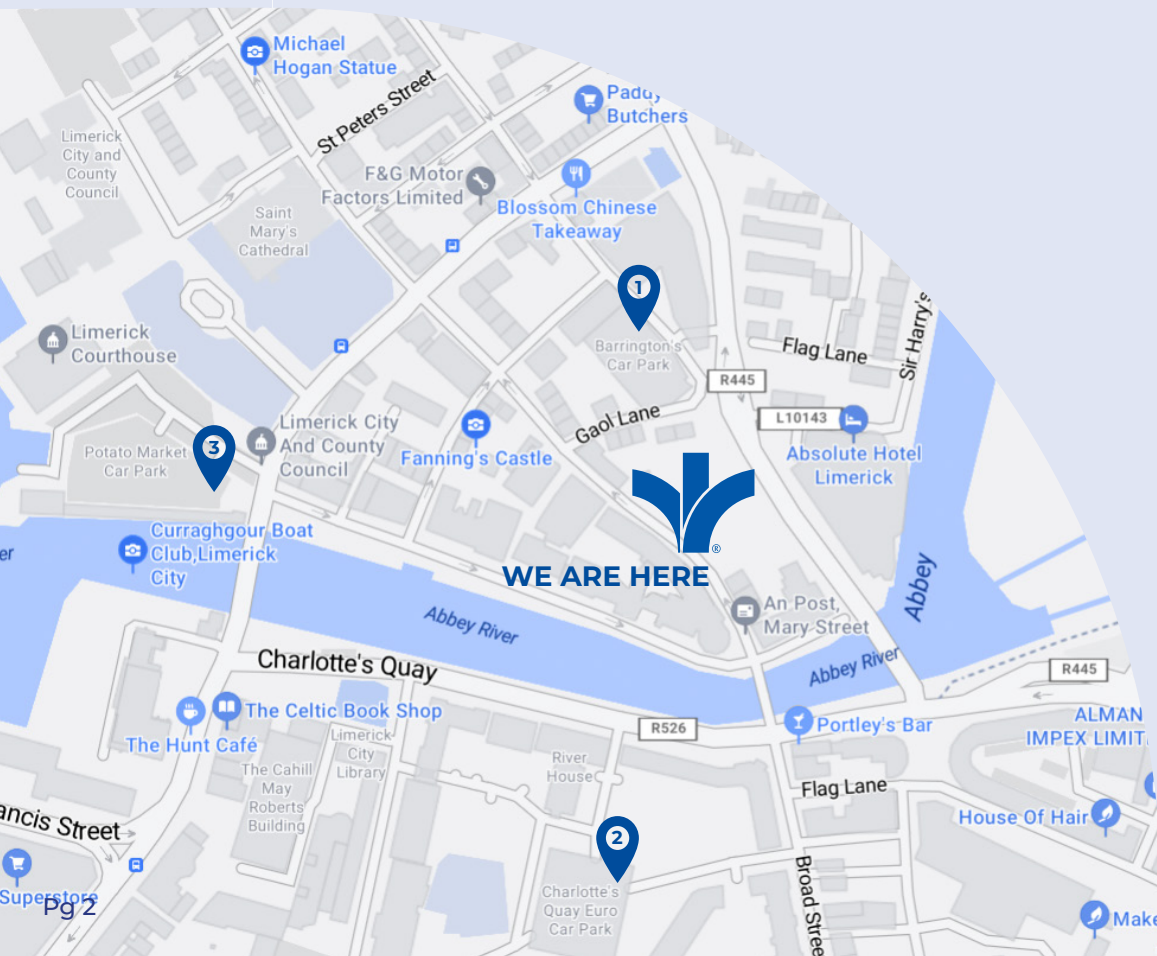 Michael
Hogan Statue
St Peters Street
Paddy
Butchers
Limerick
City and
County
Council
F&G Motor
Factors Limited
Blossom Chinese
Takeaway
Saint
Mary's
Cathedral
1
Barrington's
Car Park
Limerick
Courthouse
Flag Lane
Sir Harry's
R445
L10143
Gaol Lane
Absolute Hotel
Limerick
Limerick City
And County
Council
Fanning's Castle
3
Potato Market
Car Park
®
WE ARE HERE
Curraghgour Boat
Club,Limerick
City
er
Abbey
Abbey River
An Post,
Mary Street
Abbey River
Charlotte's Quay
R445
The Celtic Book Shop
The Hunt Café
R526
Portley's Bar
ALMAN
IMPEX LIMIT
Limerick
City
Library
River
House
The Cahill
May
Roberts
Building
Flag Lane
House Of Hair
ancis Street
2
Charlotte's
Quay Euro
Car Park
Broad Stree
Superstore
Pg 2
Make